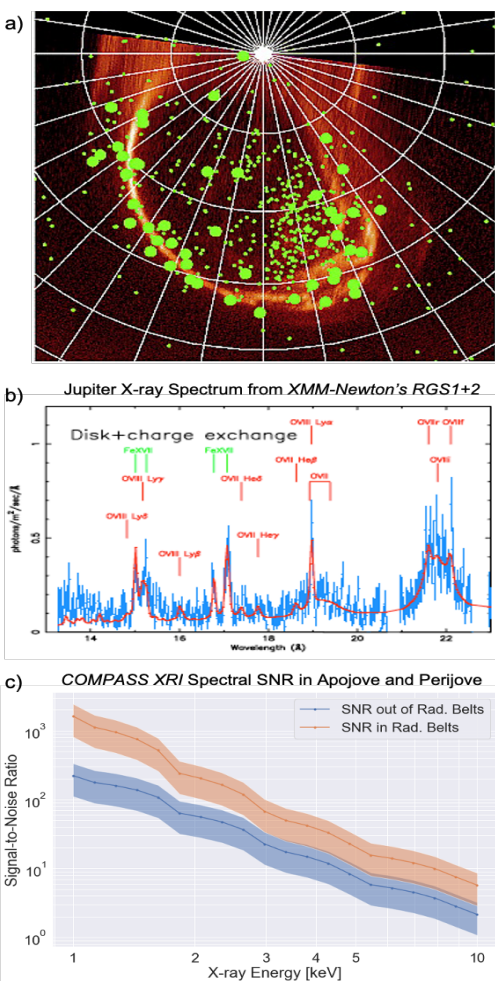 a)
b)
Jupiter X-ray Spectrum from XMM-Newton's RGS1+2
Disk+charge exchange
OVIII Lyα
OVIIr OVIIf
FeXVII
FeXVII
OVII Heβ
OVIII Lyγ
OVII Heδ
OVII
OVIIi
OVIII Lyδ
OVIII Lyβ
OVII Heγ
photons/m²/sec/Å
1
0.5
0
14 16 18 20 22
Wavelength (Å)
c)
COMPASS XRI Spectral SNR in Apojove and Perijove
SNR out of Rad. Belts
SNR in Rad. Belts
Signal-to-Noise Ratio
10³
10²
10¹
10⁰
1 2 3 4 5 10
X-ray Energy [keV]